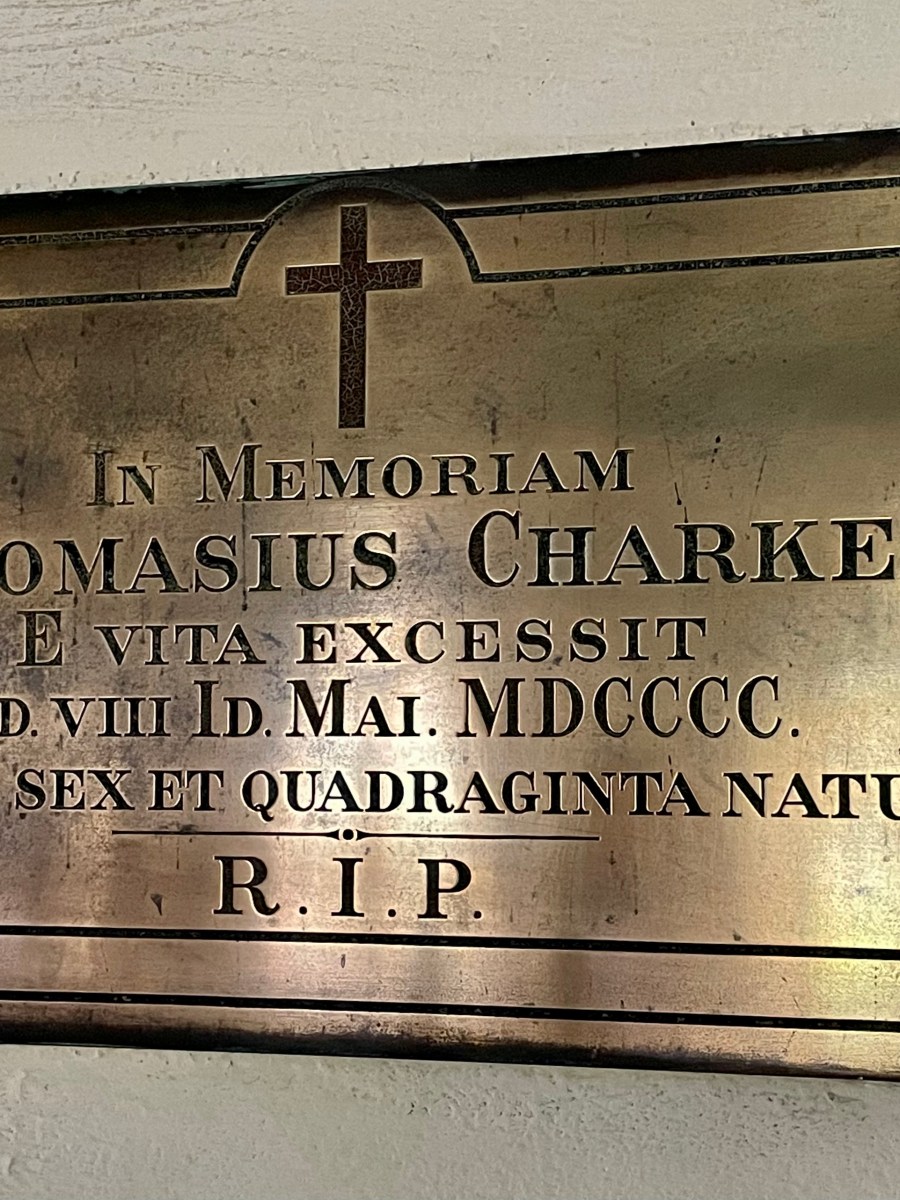 In Memoriam
omasius Charke
E vita excessit
d. viii Id. Mai. MDCCCC.
sex et quadraginta natu
R.I.P.